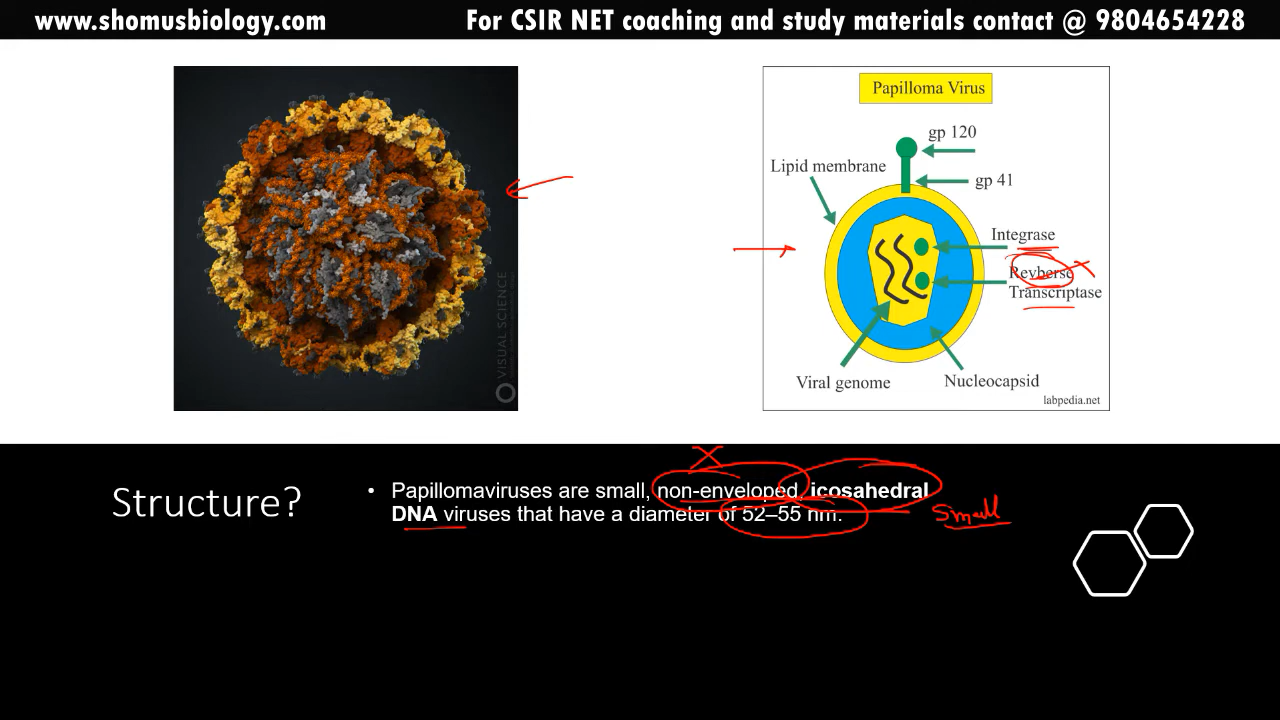 www.shomusbiology.com
For CSIR NET coaching and study materials contact @ 9804654228
VISUAL SCIENCE
Papilloma Virus
gp 120
Lipid membrane
gp 41
Integrase
Revberse
Transcriptase
Viral genome
Nucleocapsid
labpedia.net
Structure?
• Papillomaviruses are small, non-enveloped, icosahedral
DNA viruses that have a diameter of 52–55 nm.
Small